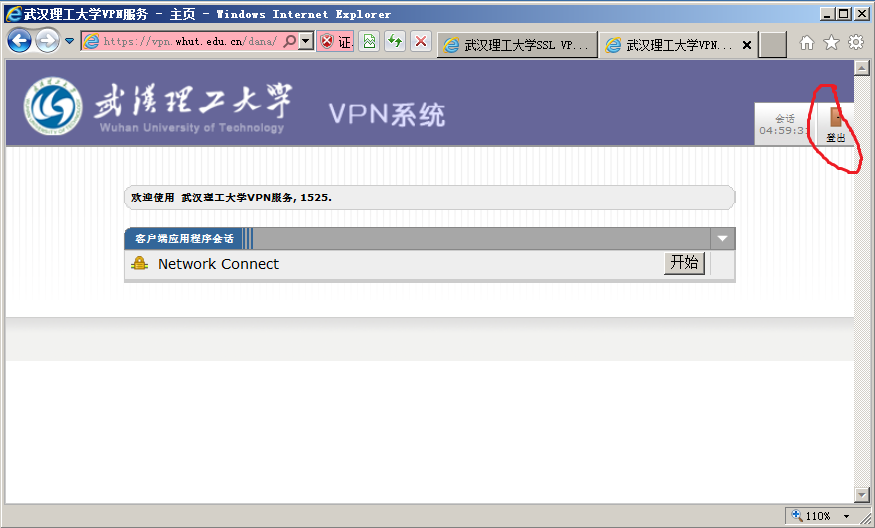 武汉理工大学VPN服务 - 主页 - Windows Internet Explorer
https://vpn.whut.edu.cn/dana/
证
武汉理工大学SSL VP...
武汉理工大学VPN...
武漢理工大学
Wuhan University of Technology
VPN系统
会话
04:59:31
登出
欢迎使用 武汉理工大学VPN服务, 1525.
客户端应用程序会话
Network Connect
开始
110%